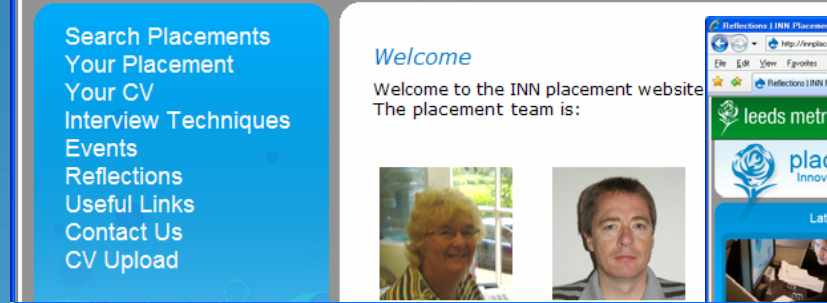 Search Placements
Your Placement
Your CV
Interview Techniques
Events
Reflections
Useful Links
Contact Us
CV Upload
Welcome
Welcome to the INN placement website
The placement team is:
Reflections | INN Placemen
http://innplac
File Edit View Favorites
Reflections | INN
leeds metr
plac
Innov
Lat